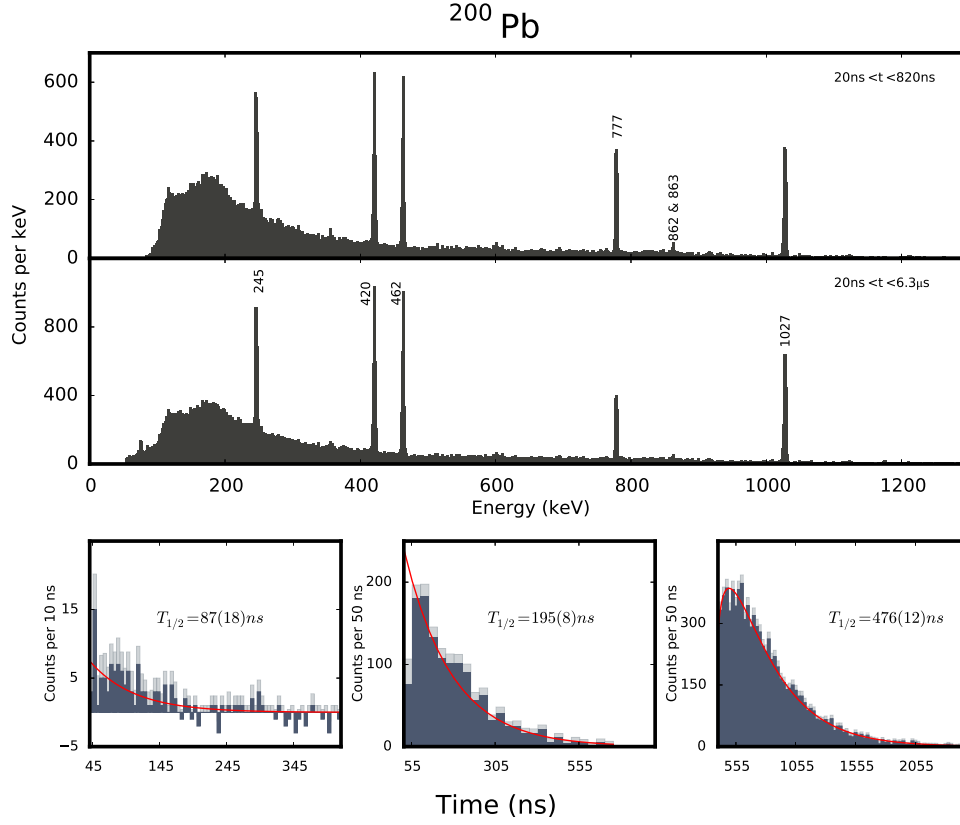 200Pb
20ns < t < 820ns
600
400
200
0
777
862 & 863
Counts per keV
20ns < t < 6.3μs
800
400
0
245
420
462
1027
0 200 400 600 800 1000 1200
Energy (keV)
Counts per 10 ns
15
5
−5
T1/2=87(18)ns
45 145 245 345
Counts per 50 ns
200
100
0
T1/2=195(8)ns
55 305 555
Counts per 50 ns
300
150
0
T1/2=476(12)ns
555 1055 1555 2055
Time (ns)